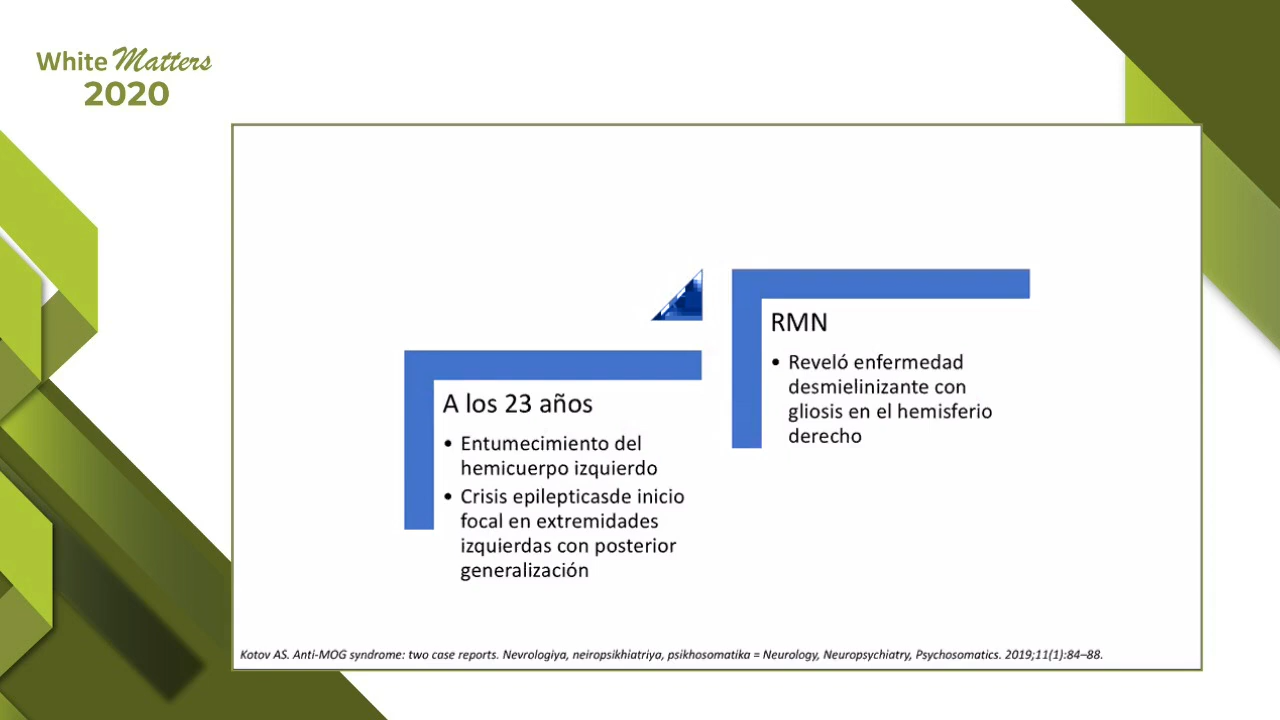 White Matters
2020
A los 23 años
• Entumecimiento del
hemicuerpo izquierdo
• Crisis epilepticasde inicio
focal en extremidades
izquierdas con posterior
generalización
RMN
• Reveló enfermedad
desmielinizante con
gliosis en el hemisferio
derecho
Kotov AS. Anti-MOG syndrome: two case reports. Nevrologiya, neiropsikhiatriya, psikhosomatika = Neurology, Neuropsychiatry, Psychosomatics. 2019;11(1):84–88.